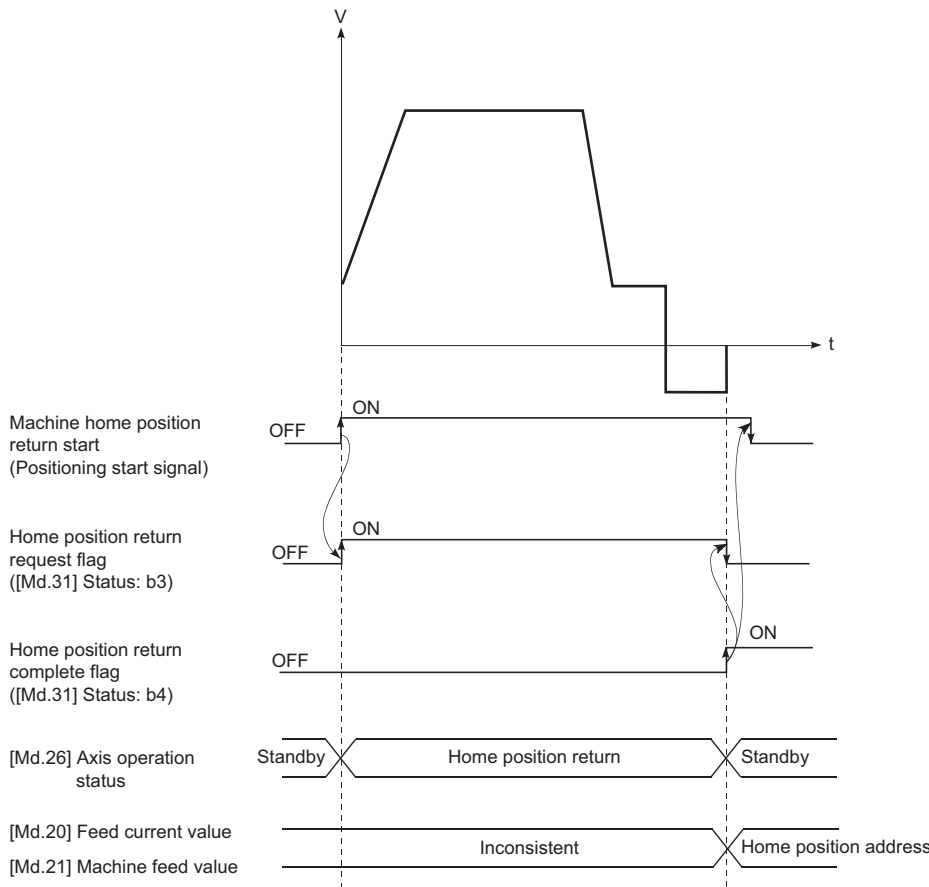 V
t
Machine home position
return start
(Positioning start signal)
OFF
ON
Home position return
request flag
([Md.31] Status: b3)
OFF
ON
Home position return
complete flag
([Md.31] Status: b4)
OFF
ON
[Md.26] Axis operation
status
Standby
Home position return
Standby
[Md.20] Feed current value
[Md.21] Machine feed value
Inconsistent
Home position address